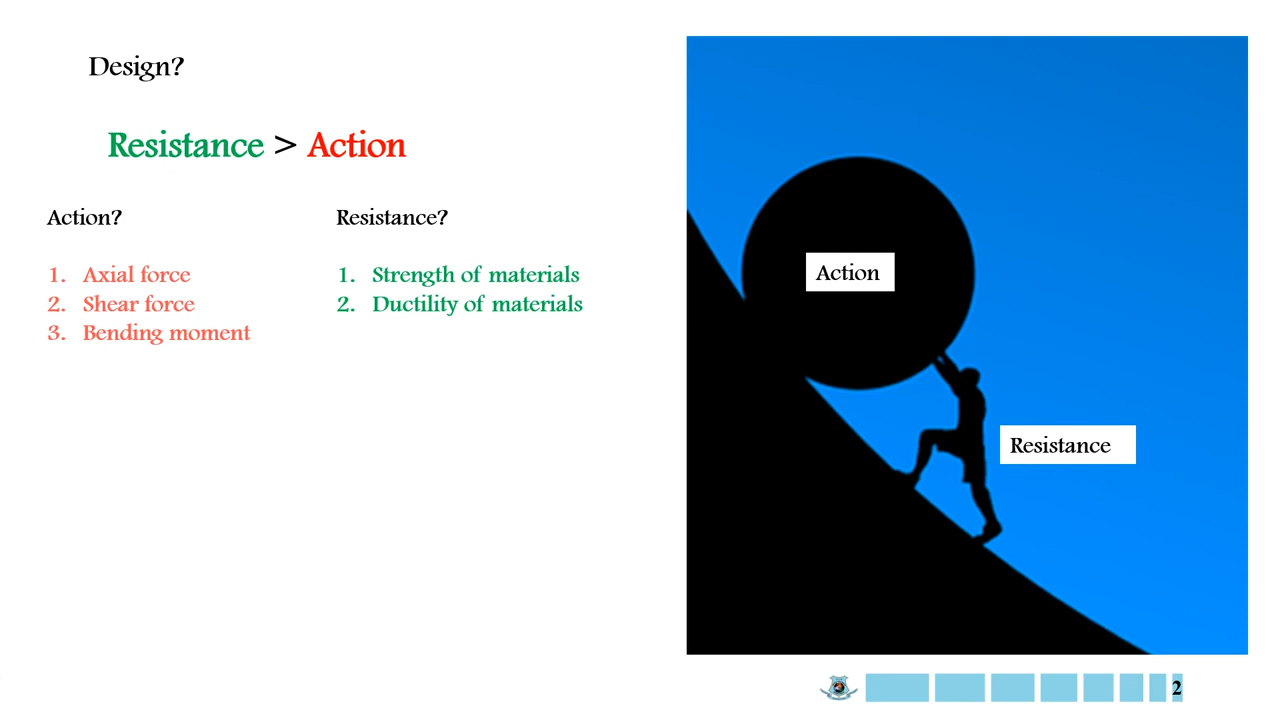 Design?
Resistance > Action
Action?
1. Axial force
2. Shear force
3. Bending moment
Resistance?
1. Strength of materials
2. Ductility of materials
Action
Resistance
2